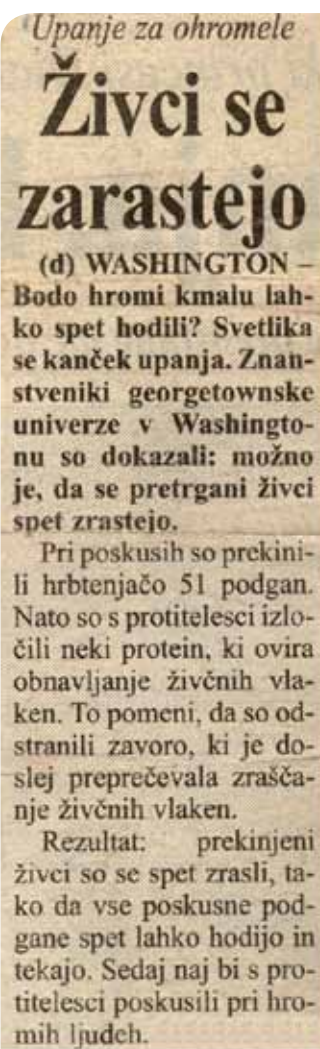 Upanje za ohromele
Živci se
zarastejo
(d) WASHINGTON –
Bodo hromi kmalu lah-
ko spet hodili? Svetlika
se kanček upanja. Znan-
stveniki georgetownske
univerze v Washingto-
nu so dokazali: možno
je, da se pretrgani živci
spet zrastejo.
Pri poskusih so prekini-
li hrbtenjačo 51 podgan.
Nato so s protitelesci izlo-
čili neki protein, ki ovira
obnavljanje živčnih vla-
ken. To pomeni, da so od-
stranili zavoro, ki je do-
slej preprečevala zrašča-
nje živčnih vlaken.
Rezultat: prekinjeni
živci so se spet zrasli, ta-
ko da vse poskusne pod-
gane spet lahko hodijo in
tekajo. Sedaj naj bi s pro-
titelesci poskusili pri hro-
mih ljudeh.